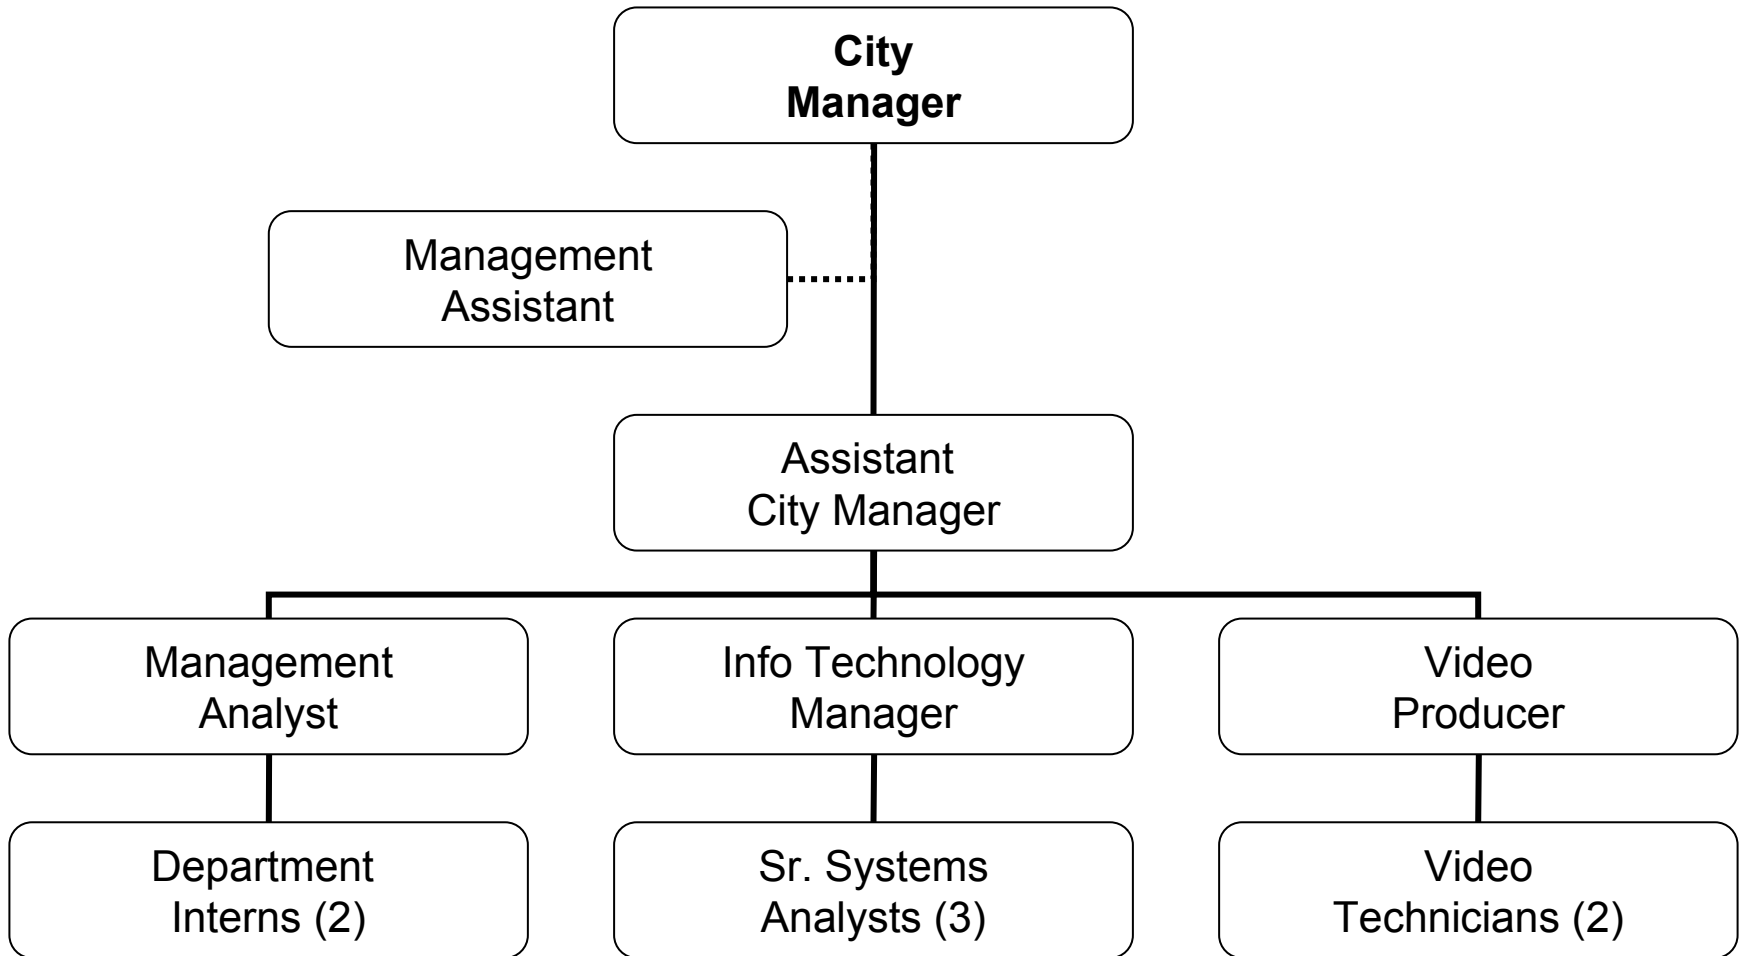 City
Manager
Management
Assistant
Assistant
City Manager
Management
Analyst
Info Technology
Manager
Video
Producer
Department
Interns (2)
Sr. Systems
Analysts (3)
Video
Technicians (2)